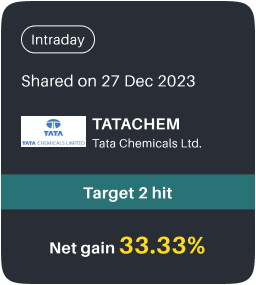 Intraday
Shared on 27 Dec 2023
TATA
TATA CHEMICALS LIMITED
TATACHEM
Tata Chemicals Ltd.
Target 2 hit
Net gain 33.33%